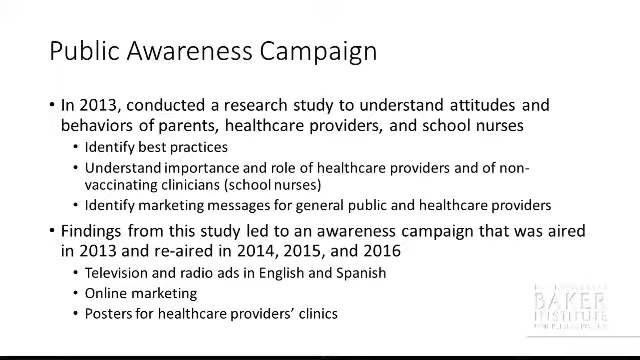 Public Awareness Campaign
• In 2013, conducted a research study to understand attitudes and
behaviors of parents, healthcare providers, and school nurses
• Identify best practices
• Understand importance and role of healthcare providers and of non-
vaccinating clinicians (school nurses)
• Identify marketing messages for general public and healthcare providers
• Findings from this study led to an awareness campaign that was aired
in 2013 and re-aired in 2014, 2015, and 2016
• Television and radio ads in English and Spanish
• Online marketing
• Posters for healthcare providers’ clinics
BAKER
INSTITUTE